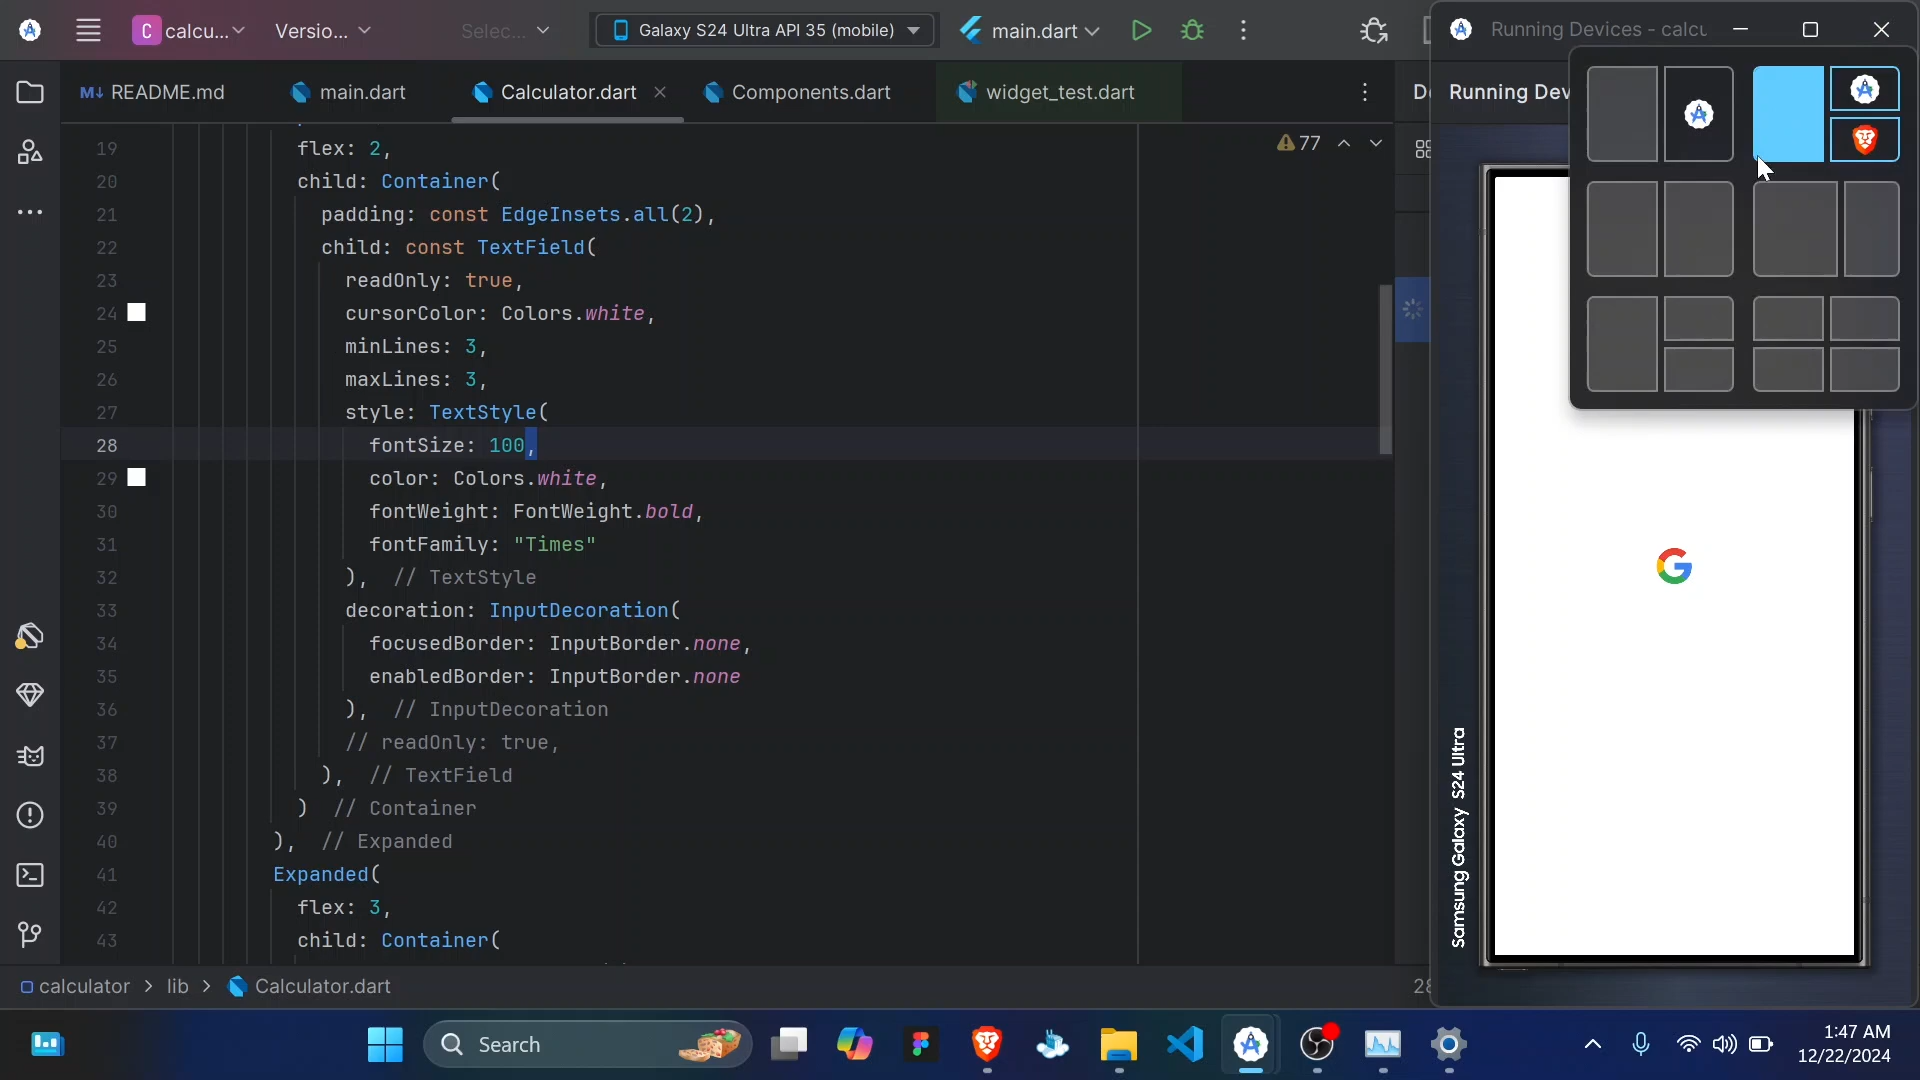 C calcu...
Versio...
Selec...
Galaxy S24 Ultra API 35 (mobile)
main.dart
Running Devices - calcu
M↓ README.md
main.dart
Calculator.dart
Components.dart
widget_test.dart
Running Dev
77
19 flex: 2,
20 child: Container(
21 padding: const EdgeInsets.all(2),
22 child: const TextField(
23 readOnly: true,
24 cursorColor: Colors.white,
25 minLines: 3,
26 maxLines: 3,
27 style: TextStyle(
28 fontSize: 100,
29 color: Colors.white,
30 fontWeight: FontWeight.bold,
31 fontFamily: "Times"
32 ), // TextStyle
33 decoration: InputDecoration(
34 focusedBorder: InputBorder.none,
35 enabledBorder: InputBorder.none
36 ), // InputDecoration
37 // readOnly: true,
38 ), // TextField
39 ) // Container
40 ), // Expanded
41 Expanded(
42 flex: 3,
43 child: Container(
Samsung Galaxy S24 Ultra
calculator > lib > Calculator.dart
28
Search
1:47 AM
12/22/2024